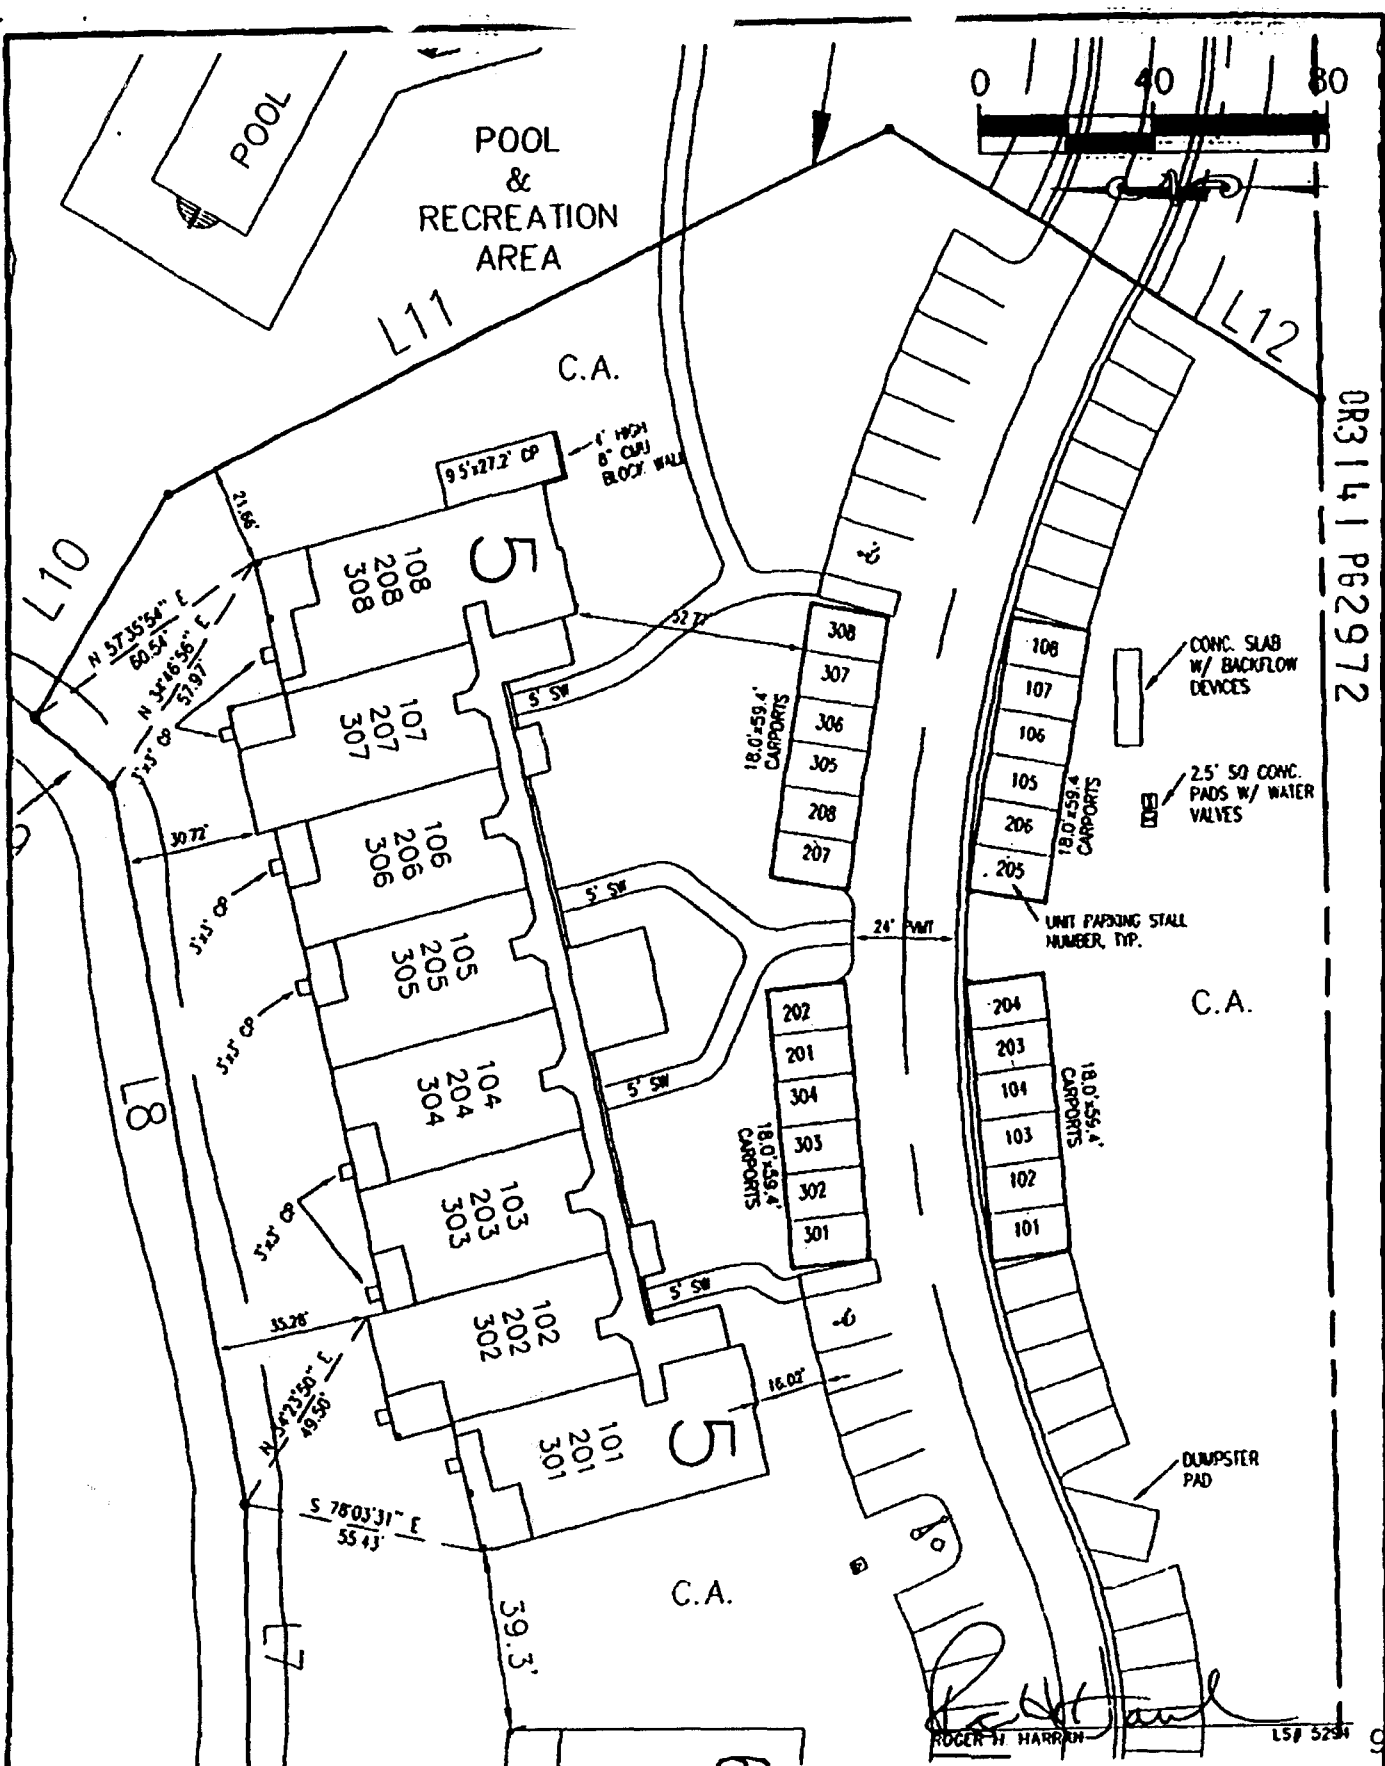 0 40 80
POOL
POOL
&
RECREATION
AREA
L11
L12
C.A.
OR3141 PG2972
9.5'x27.2' CP
4' HIGH
8" CMU
BLOCK WALL
21.66'
L10
N 57°35'54" E
60.54'
N 34°46'56" E
57.97'
3'x3' CP
5
108
208
308
52.77'
5' SW
107
207
307
30.72'
106
206
306
3'x3' CP
5' SW
105
205
305
3'x3' CP
104
204
304
5' SW
L8
103
203
303
3'x3' CP
102
202
302
5' SW
35.28'
N 34°23'50" E
49.50'
101
201
301
5
16.02'
S 78°03'31" E
55.43'
39.3'
L7
C.A.
308
307
306
305
208
207
18.0'x59.4'
CARPORTS
108
107
106
105
206
205
18.0'x59.4'
CARPORTS
CONC. SLAB
W/ BACKFLOW
DEVICES
2.5' SQ CONC.
PADS W/ WATER
VALVES
UNIT PARKING STALL
NUMBER, TYP.
24' PVMT
C.A.
202
201
304
303
302
301
18.0'x59.4'
CARPORTS
204
203
104
103
102
101
18.0'x59.4'
CARPORTS
DUMPSTER
PAD
ROGER H. HARRAH
LS# 5294
6